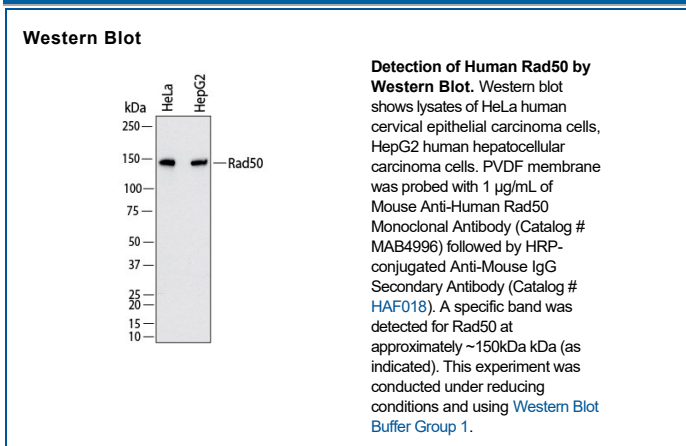 Western Blot
kDa
HeLa
HepG2
250
150
Rad50
100
75
50
37
25
20
15
10
Detection of Human Rad50 by
Western Blot. Western blot
shows lysates of HeLa human
cervical epithelial carcinoma cells,
HepG2 human hepatocellular
carcinoma cells. PVDF membrane
was probed with 1 µg/mL of
Mouse Anti-Human Rad50
Monoclonal Antibody (Catalog #
MAB4996) followed by HRP-
conjugated Anti-Mouse IgG
Secondary Antibody (Catalog #
HAF018). A specific band was
detected for Rad50 at
approximately ~150kDa kDa (as
indicated). This experiment was
conducted under reducing
conditions and using Western Blot
Buffer Group 1.